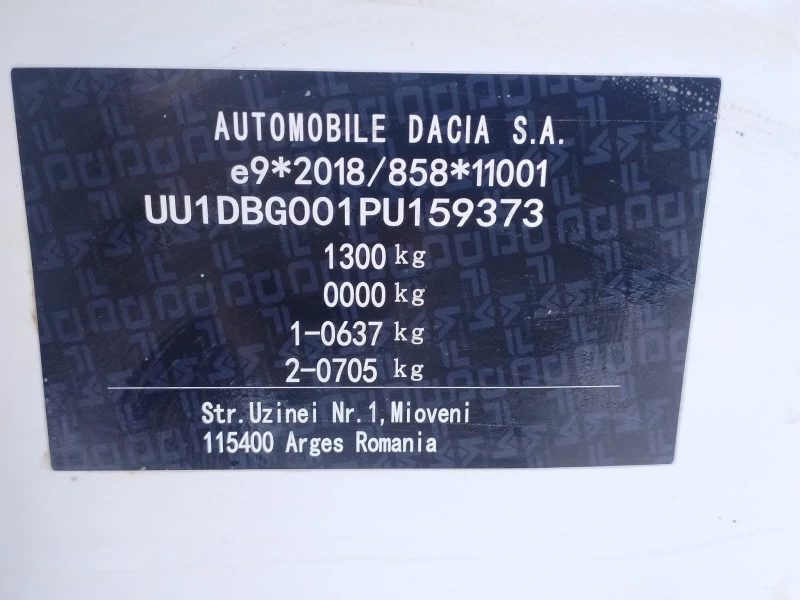 AUTOMOBILE DACIA S.A.
e9*2018/858*11001
UU1DBG001PU159373
1300 kg
0000 kg
1-0637 kg
2-0705 kg
Str.Uzinei Nr.1,Mioveni
115400 Arges Romania